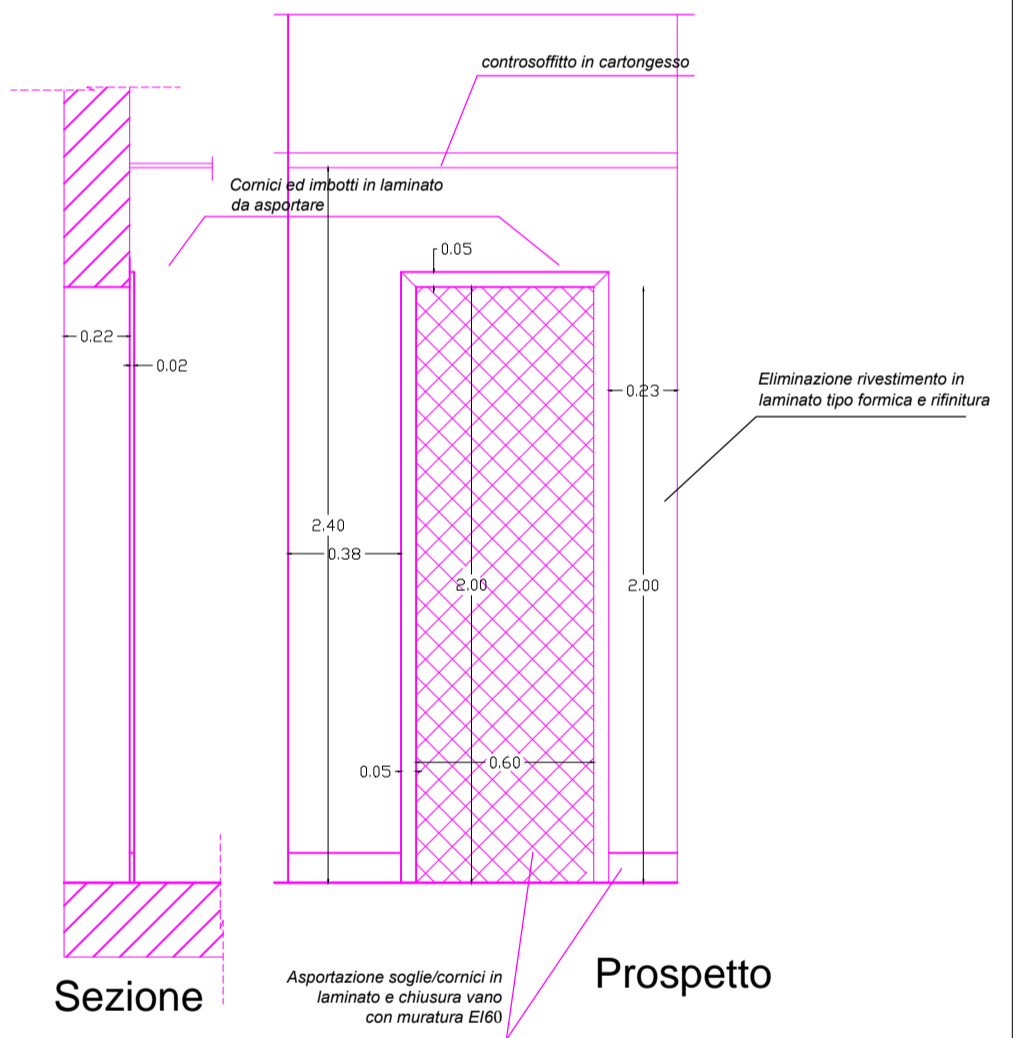 controsoffitto in cartongesso
Cornici ed imbotti in laminato
da asportare
0.05
0.22
0.02
Eliminazione rivestimento in
laminato tipo formica e rifinitura
0.23
2.40
0.38
2.00
2.00
0.60
0.05
Asportazione soglie/cornici in
laminato e chiusura vano
con muratura EI60
Sezione
Prospetto